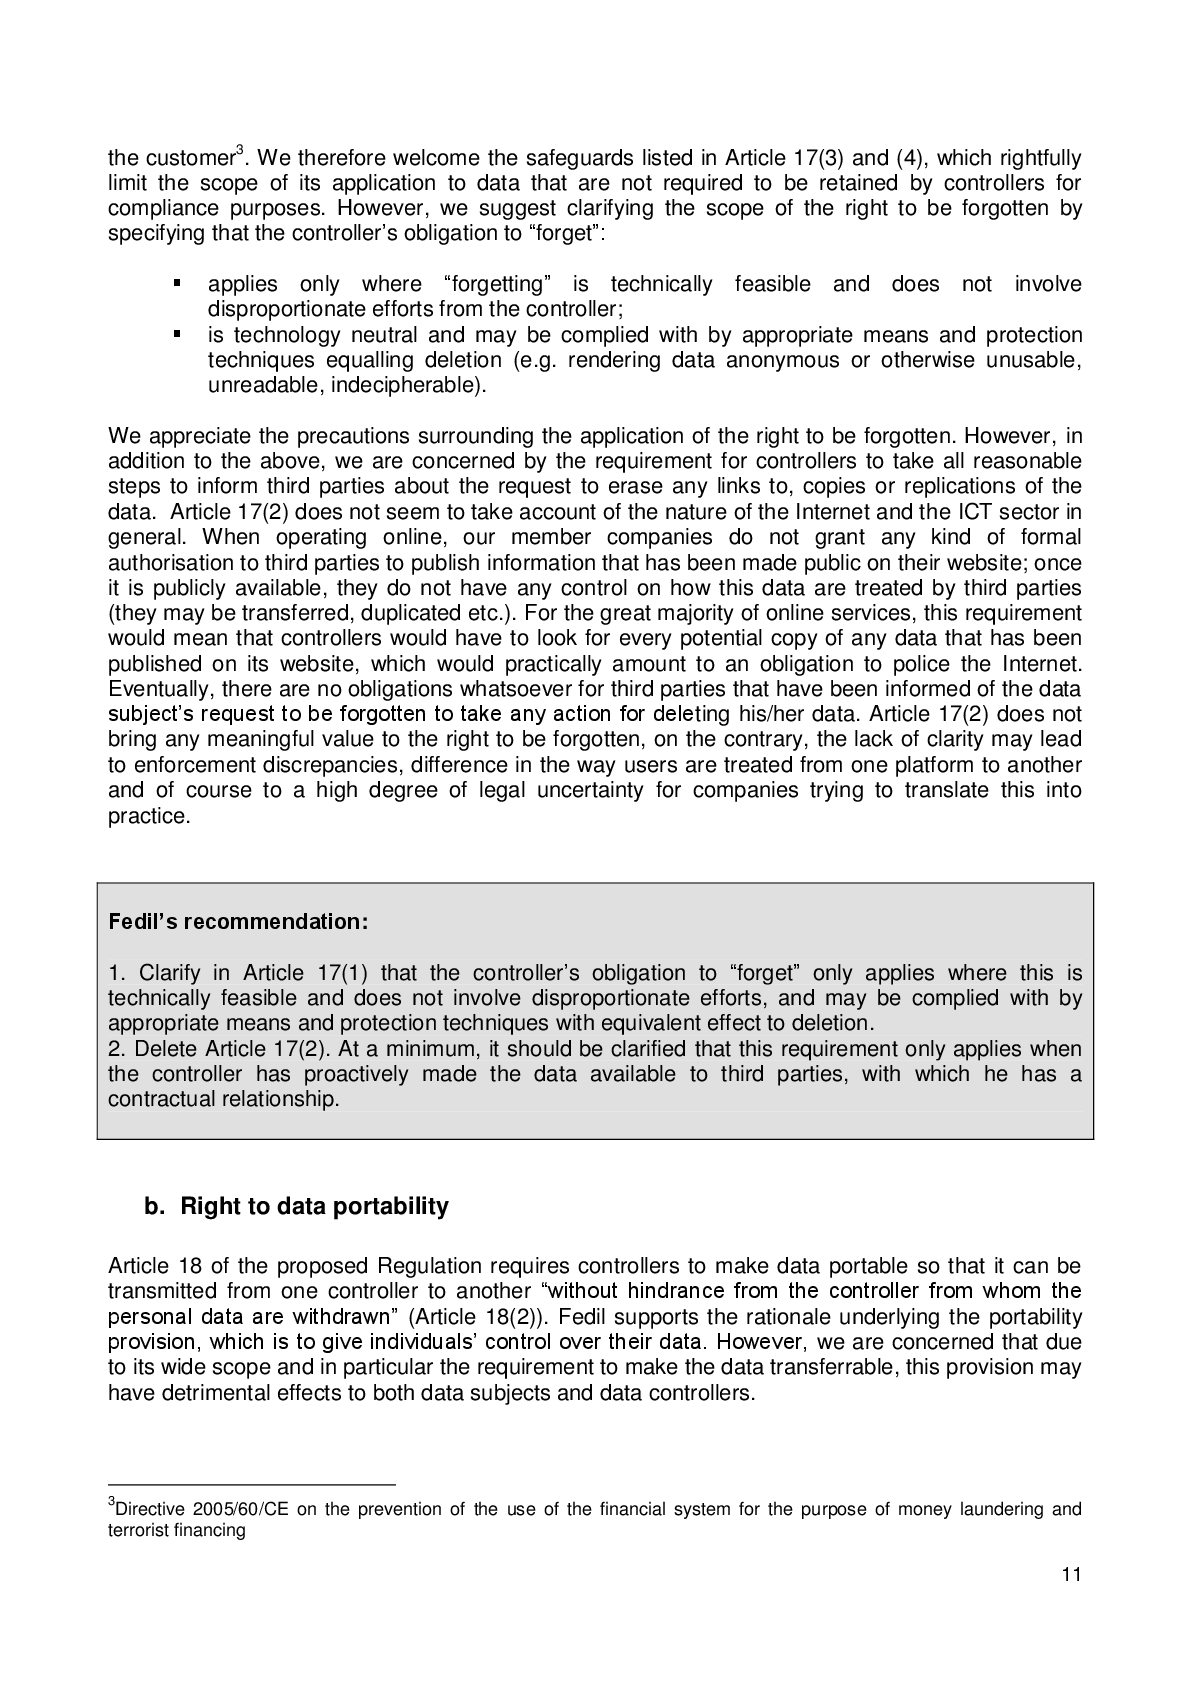 the customer3. We therefore welcome the safeguards listed in Article 17(3) and (4), which rightfully
limit the scope of its application to data that are not required to be retained by controllers for
compliance purposes. However, we suggest clarifying the scope of the right to be forgotten by
specifying that the controller's obligation to “forget”:
▪ applies only where “forgetting” is technically feasible and does not involve
disproportionate efforts from the controller;
▪ is technology neutral and may be complied with by appropriate means and protection
techniques equalling deletion (e.g. rendering data anonymous or otherwise unusable,
unreadable, indecipherable).
We appreciate the precautions surrounding the application of the right to be forgotten. However, in
addition to the above, we are concerned by the requirement for controllers to take all reasonable
steps to inform third parties about the request to erase any links to, copies or replications of the
data.  Article 17(2) does not seem to take account of the nature of the Internet and the ICT sector in
general. When operating online, our member companies do not grant any kind of formal
authorisation to third parties to publish information that has been made public on their website; once
it is publicly available, they do not have any control on how this data are treated by third parties
(they may be transferred, duplicated etc.). For the great majority of online services, this requirement
would mean that controllers would have to look for every potential copy of any data that has been
published on its website, which would practically amount to an obligation to police the Internet.
Eventually, there are no obligations whatsoever for third parties that have been informed of the data
subject's request to be forgotten to take any action for deleting his/her data. Article 17(2) does not
bring any meaningful value to the right to be forgotten, on the contrary, the lack of clarity may lead
to enforcement discrepancies, difference in the way users are treated from one platform to another
and of course to a high degree of legal uncertainty for companies trying to translate this into
practice.
Fedil's recommendation:
1. Clarify in Article 17(1) that the controller's obligation to “forget” only applies where this is
technically feasible and does not involve disproportionate efforts, and may be complied with by
appropriate means and protection techniques with equivalent effect to deletion.
2. Delete Article 17(2). At a minimum, it should be clarified that this requirement only applies when
the controller has proactively made the data available to third parties, with which he has a
contractual relationship.
b. Right to data portability
Article 18 of the proposed Regulation requires controllers to make data portable so that it can be
transmitted from one controller to another “without hindrance from the controller from whom the
personal data are withdrawn” (Article 18(2)). Fedil supports the rationale underlying the portability
provision, which is to give individuals' control over their data. However, we are concerned that due
to its wide scope and in particular the requirement to make the data transferrable, this provision may
have detrimental effects to both data subjects and data controllers.
3Directive 2005/60/CE on the prevention of the use of the financial system for the purpose of money laundering and
terrorist financing
11